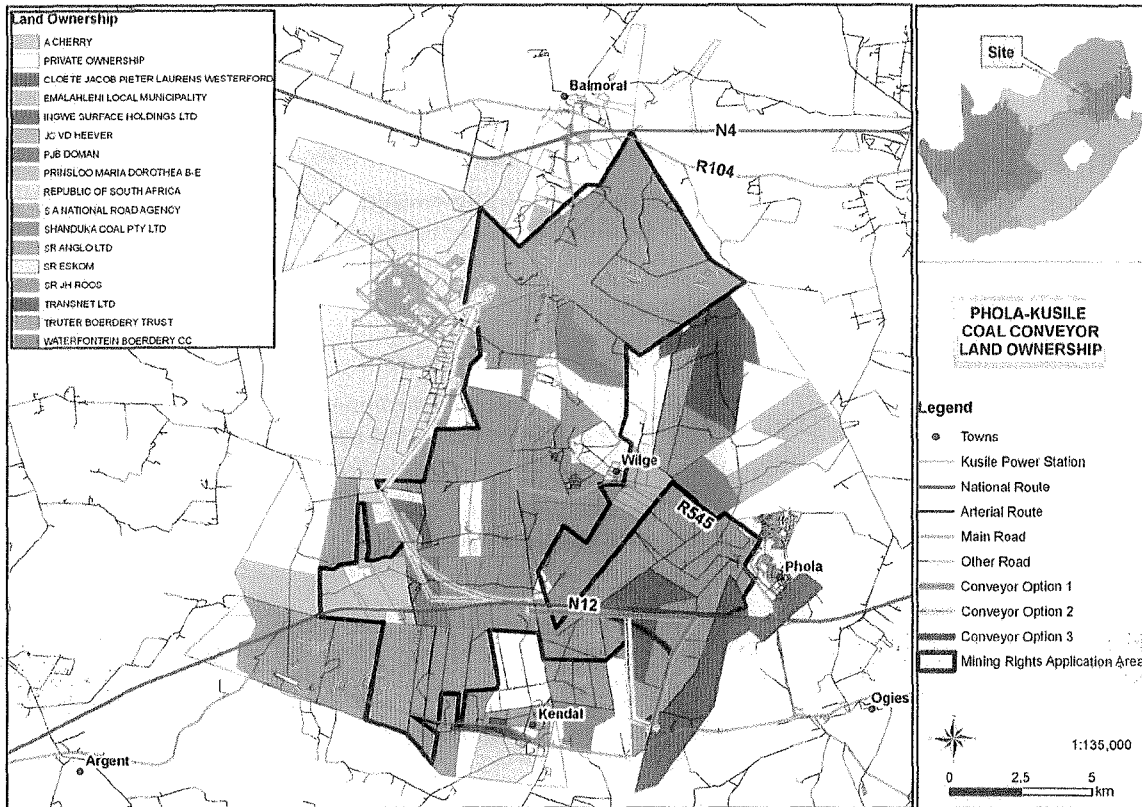 Land Ownership
A CHERRY
PRIVATE OWNERSHIP
CLOETE JACOB PIETER LAURENS WESTERFORD
EMALAHLENI LOCAL MUNICIPALITY
INGWE SURFACE HOLDINGS LTD
JG VD HEEVER
PJB DOMAN
PRINSLOO MARIA DOROTHEA B-E
REPUBLIC OF SOUTH AFRICA
S A NATIONAL ROAD AGENCY
SHANDUKA COAL PTY LTD
SR ANGLO LTD
SR ESKOM
SR JH ROOS
TRANSNET LTD
TRUTER BOERDERY TRUST
WATERFONTEIN BOERDERY CC
Balmoral
N4
R104
Wilge
R545
Phola
N12
Kendal
Ogies
Argent
Site
PHOLA-KUSILE
COAL CONVEYOR
LAND OWNERSHIP
Legend
Towns
Kusile Power Station
National Route
Arterial Route
Main Road
Other Road
Conveyor Option 1
Conveyor Option 2
Conveyor Option 3
Mining Rights Application Area
1:135,000
0 2.5 5
km